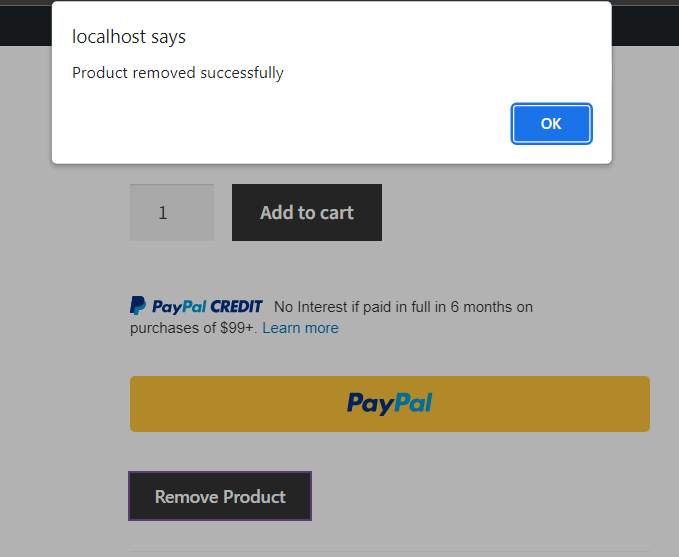 localhost says
Product removed successfully
OK
1
Add to cart
PayPal CREDIT No Interest if paid in full in 6 months on
purchases of $99+. Learn more
PayPal
Remove Product